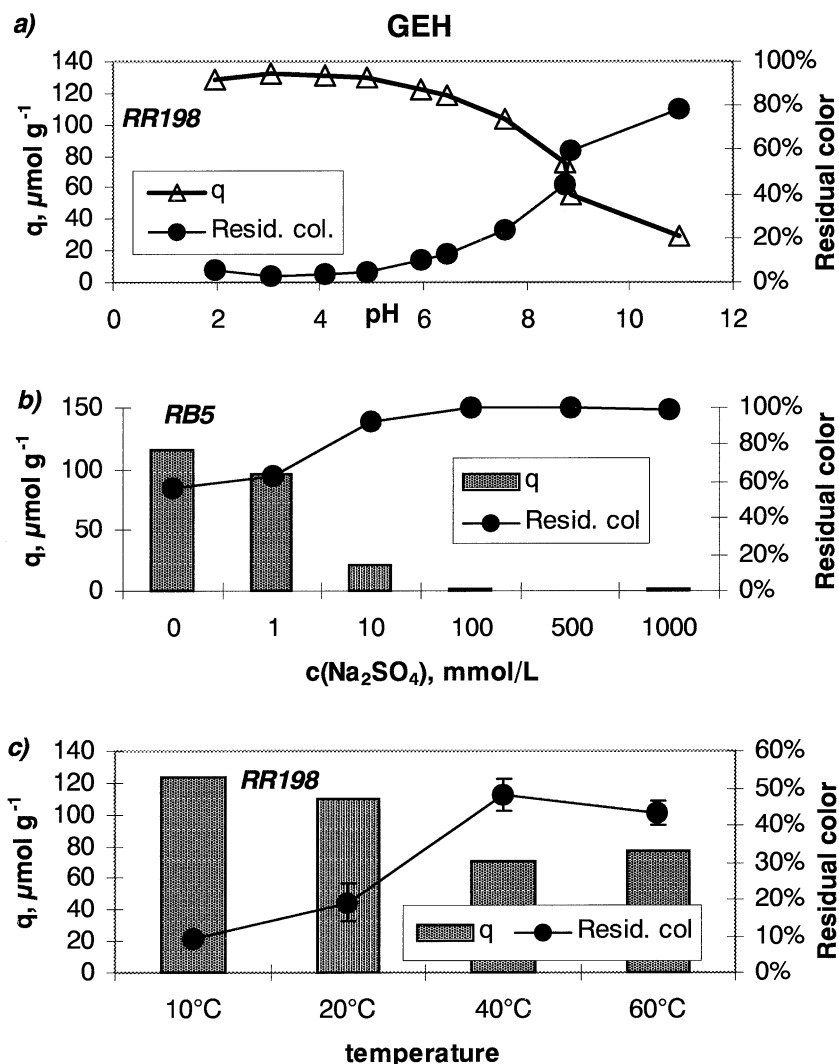 a)
GEH
140
120
100
80
60
40
20
0
q, µmol g⁻¹
RR198
q
Resid. col.
100%
80%
60%
40%
20%
0%
Residual color
0 2 4 6 8 10 12
pH
b)
RB5
150
100
50
0
q, µmol g⁻¹
q
Resid. col
100%
80%
60%
40%
20%
0%
Residual color
0 1 10 100 500 1000
c(Na₂SO₄), mmol/L
c)
RR198
140
120
100
80
60
40
20
0
q, µmol g⁻¹
q Resid. col
60%
50%
40%
30%
20%
10%
0%
Residual color
10°C 20°C 40°C 60°C
temperature